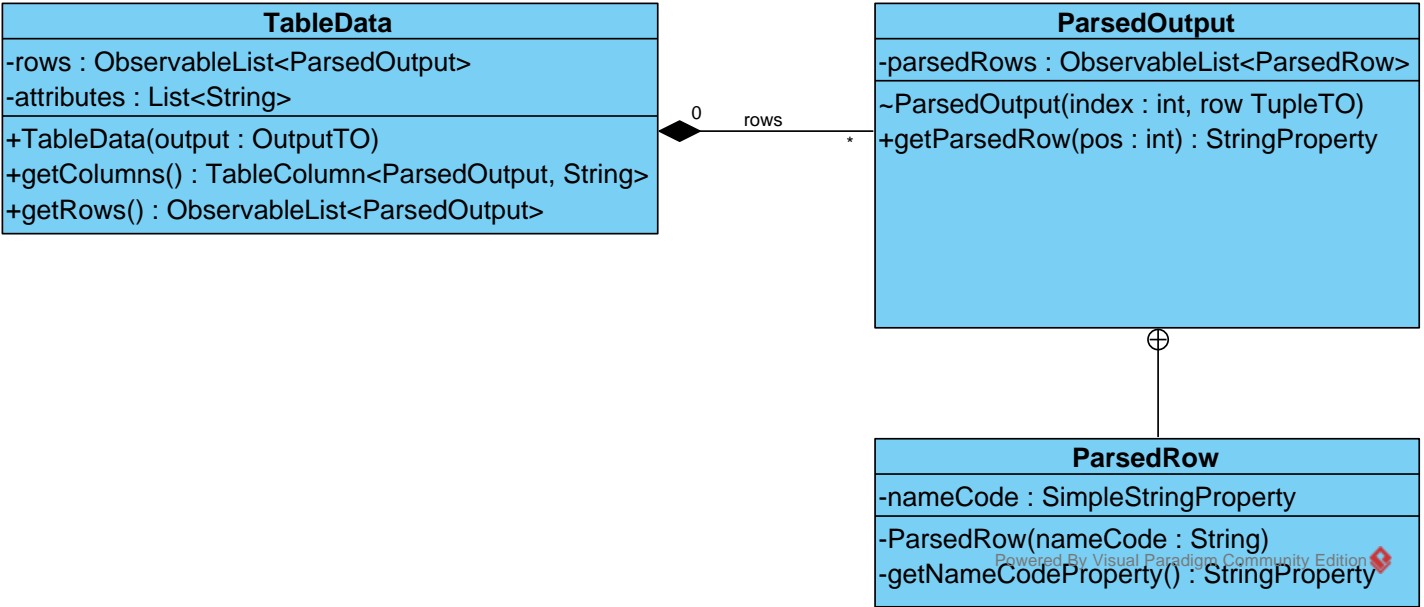 TableData
-rows : ObservableList<ParsedOutput>
-attributes : List<String>
+TableData(output : OutputTO)
+getColumns() : TableColumn<ParsedOutput, String>
+getRows() : ObservableList<ParsedOutput>
0
rows
*
ParsedOutput
-parsedRows : ObservableList<ParsedRow>
~ParsedOutput(index : int, row TupleTO)
+getParsedRow(pos : int) : StringProperty
ParsedRow
-nameCode : SimpleStringProperty
-ParsedRow(nameCode : String)
-getNameCodeProperty() : StringProperty
Powered By Visual Paradigm Community Edition